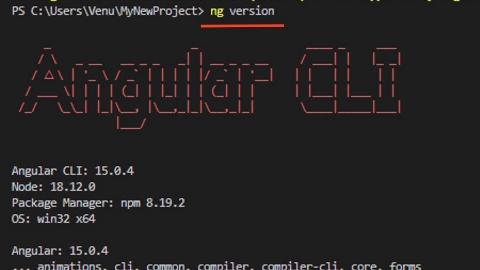 PS C:\Users\Venu\MyNewProject> ng version
Angular CLI
Angular CLI: 15.0.4
Node: 18.12.0
Package Manager: npm 8.19.2
OS: win32 x64
Angular: 15.0.4
... animations, cli, common, compiler, compiler-cli, core, forms